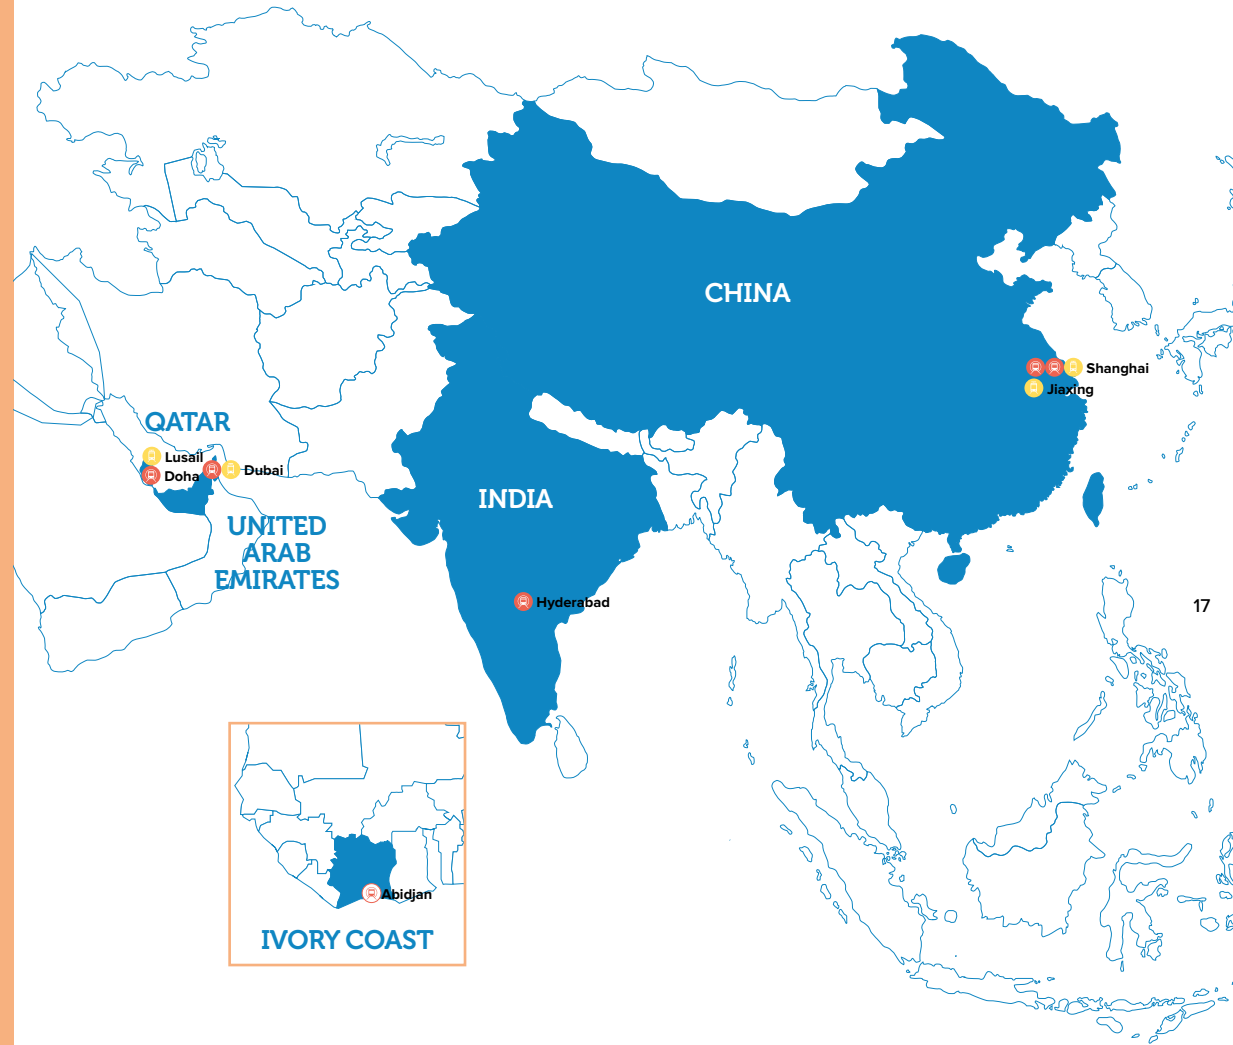 CHINA
Shanghai
Jiaxing
QATAR
Lusail
Doha
Dubai
INDIA
UNITED
ARAB
EMIRATES
Hyderabad
17
Abidjan
IVORY COAST